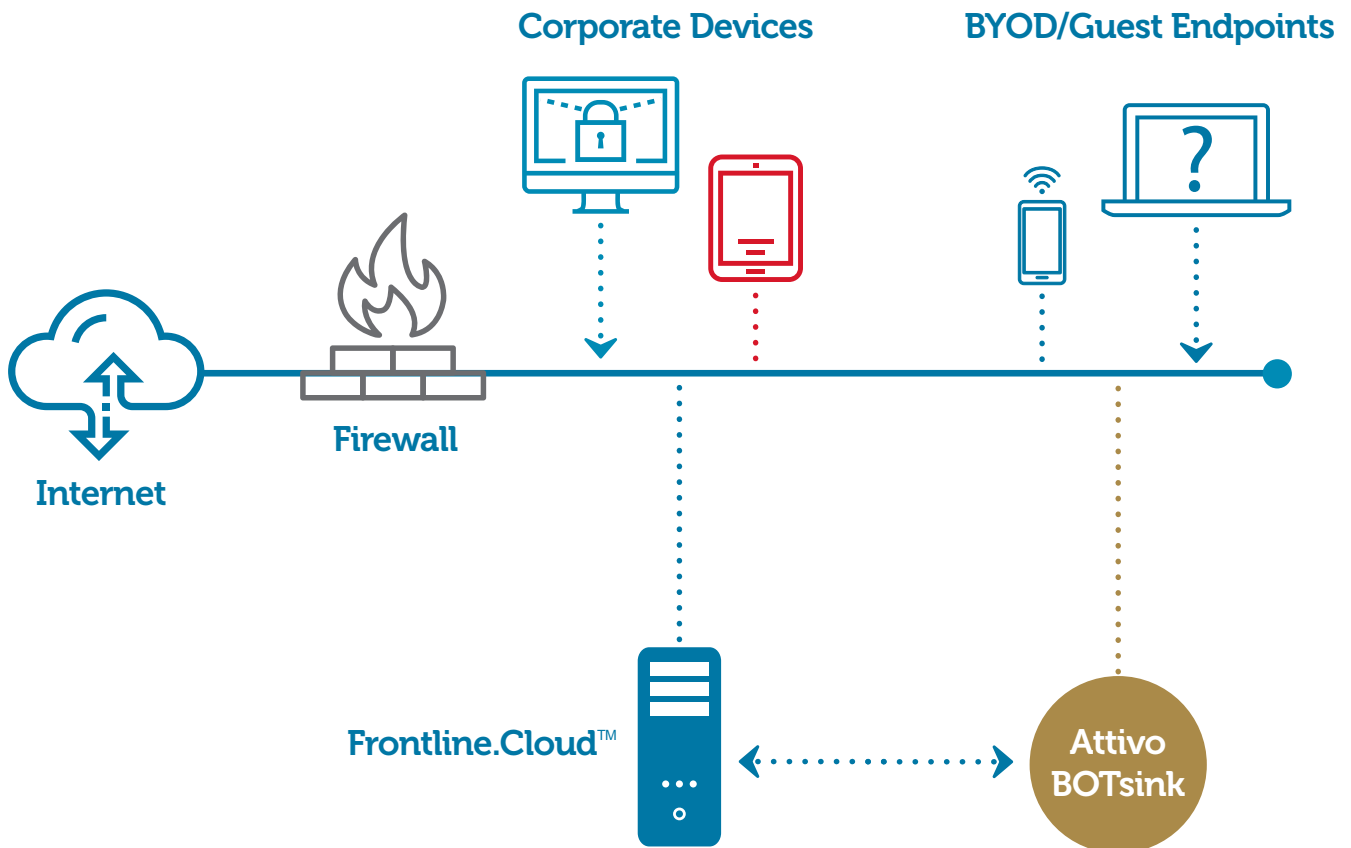 Corporate Devices
BYOD/Guest Endpoints
?
Firewall
Internet
Frontline.Cloud™
Attivo
BOTsink